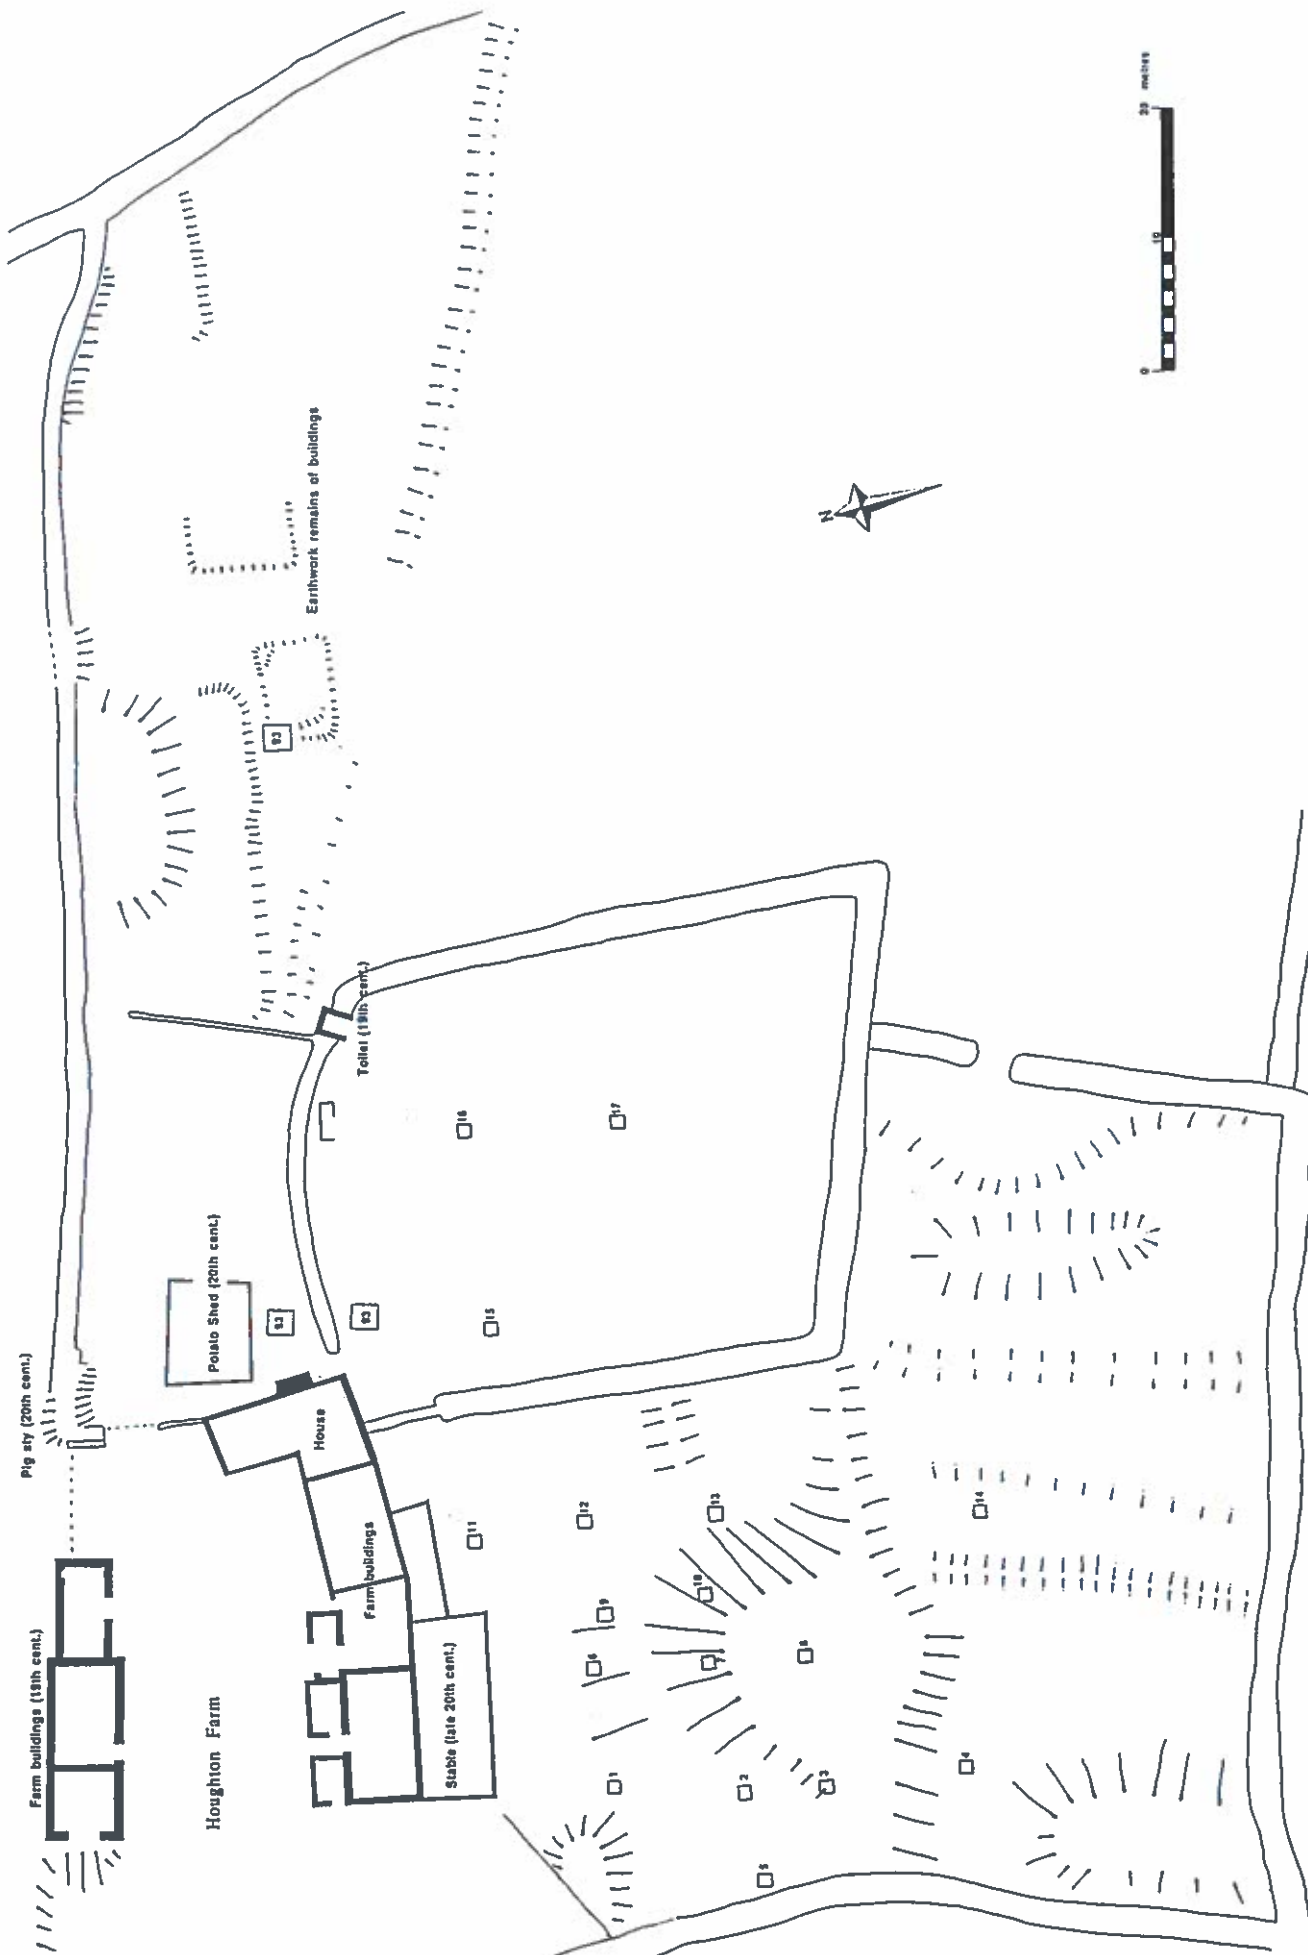 Pig sty (20th cent.)
Farm buildings (19th cent.)
Houghton Farm
Potato Shed (20th cent.)
House
Farm buildings
Stable (late 20th cent.)
Toilet (19th cent.)
Earthwork remains of buildings
93
93
93
N
0
10
20 metres
1
2
3
4
5
6
7
8
9
10
11
12
13
14
15
16
17